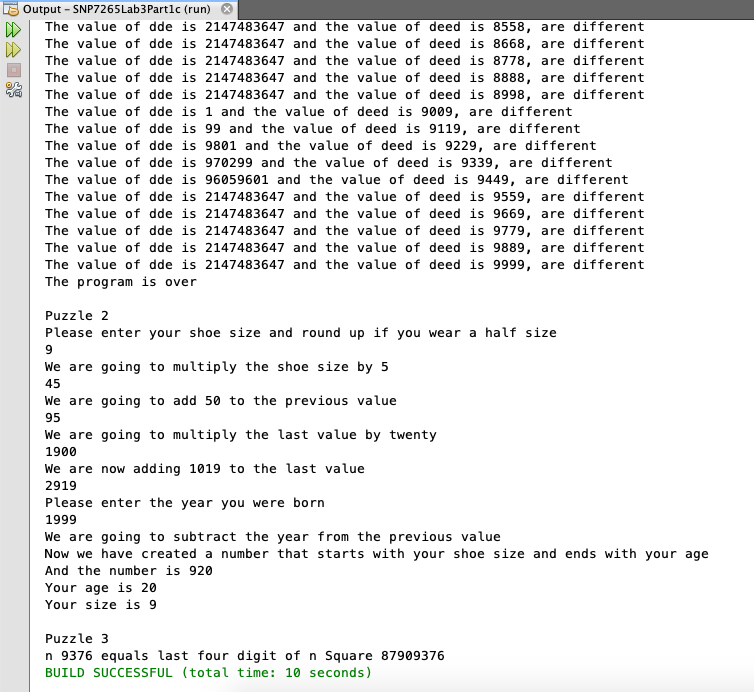 Output – SNP7265Lab3Part1c (run)
The value of dde is 2147483647 and the value of deed is 8558, are different
The value of dde is 2147483647 and the value of deed is 8668, are different
The value of dde is 2147483647 and the value of deed is 8778, are different
The value of dde is 2147483647 and the value of deed is 8888, are different
The value of dde is 2147483647 and the value of deed is 8998, are different
The value of dde is 1 and the value of deed is 9009, are different
The value of dde is 99 and the value of deed is 9119, are different
The value of dde is 9801 and the value of deed is 9229, are different
The value of dde is 970299 and the value of deed is 9339, are different
The value of dde is 96059601 and the value of deed is 9449, are different
The value of dde is 2147483647 and the value of deed is 9559, are different
The value of dde is 2147483647 and the value of deed is 9669, are different
The value of dde is 2147483647 and the value of deed is 9779, are different
The value of dde is 2147483647 and the value of deed is 9889, are different
The value of dde is 2147483647 and the value of deed is 9999, are different
The program is over
Puzzle 2
Please enter your shoe size and round up if you wear a half size
9
We are going to multiply the shoe size by 5
45
We are going to add 50 to the previous value
95
We are going to multiply the last value by twenty
1900
We are now adding 1019 to the last value
2919
Please enter the year you were born
1999
We are going to subtract the year from the previous value
Now we have created a number that starts with your shoe size and ends with your age
And the number is 920
Your age is 20
Your size is 9
Puzzle 3
n 9376 equals last four digit of n Square 87909376
BUILD SUCCESSFUL (total time: 10 seconds)